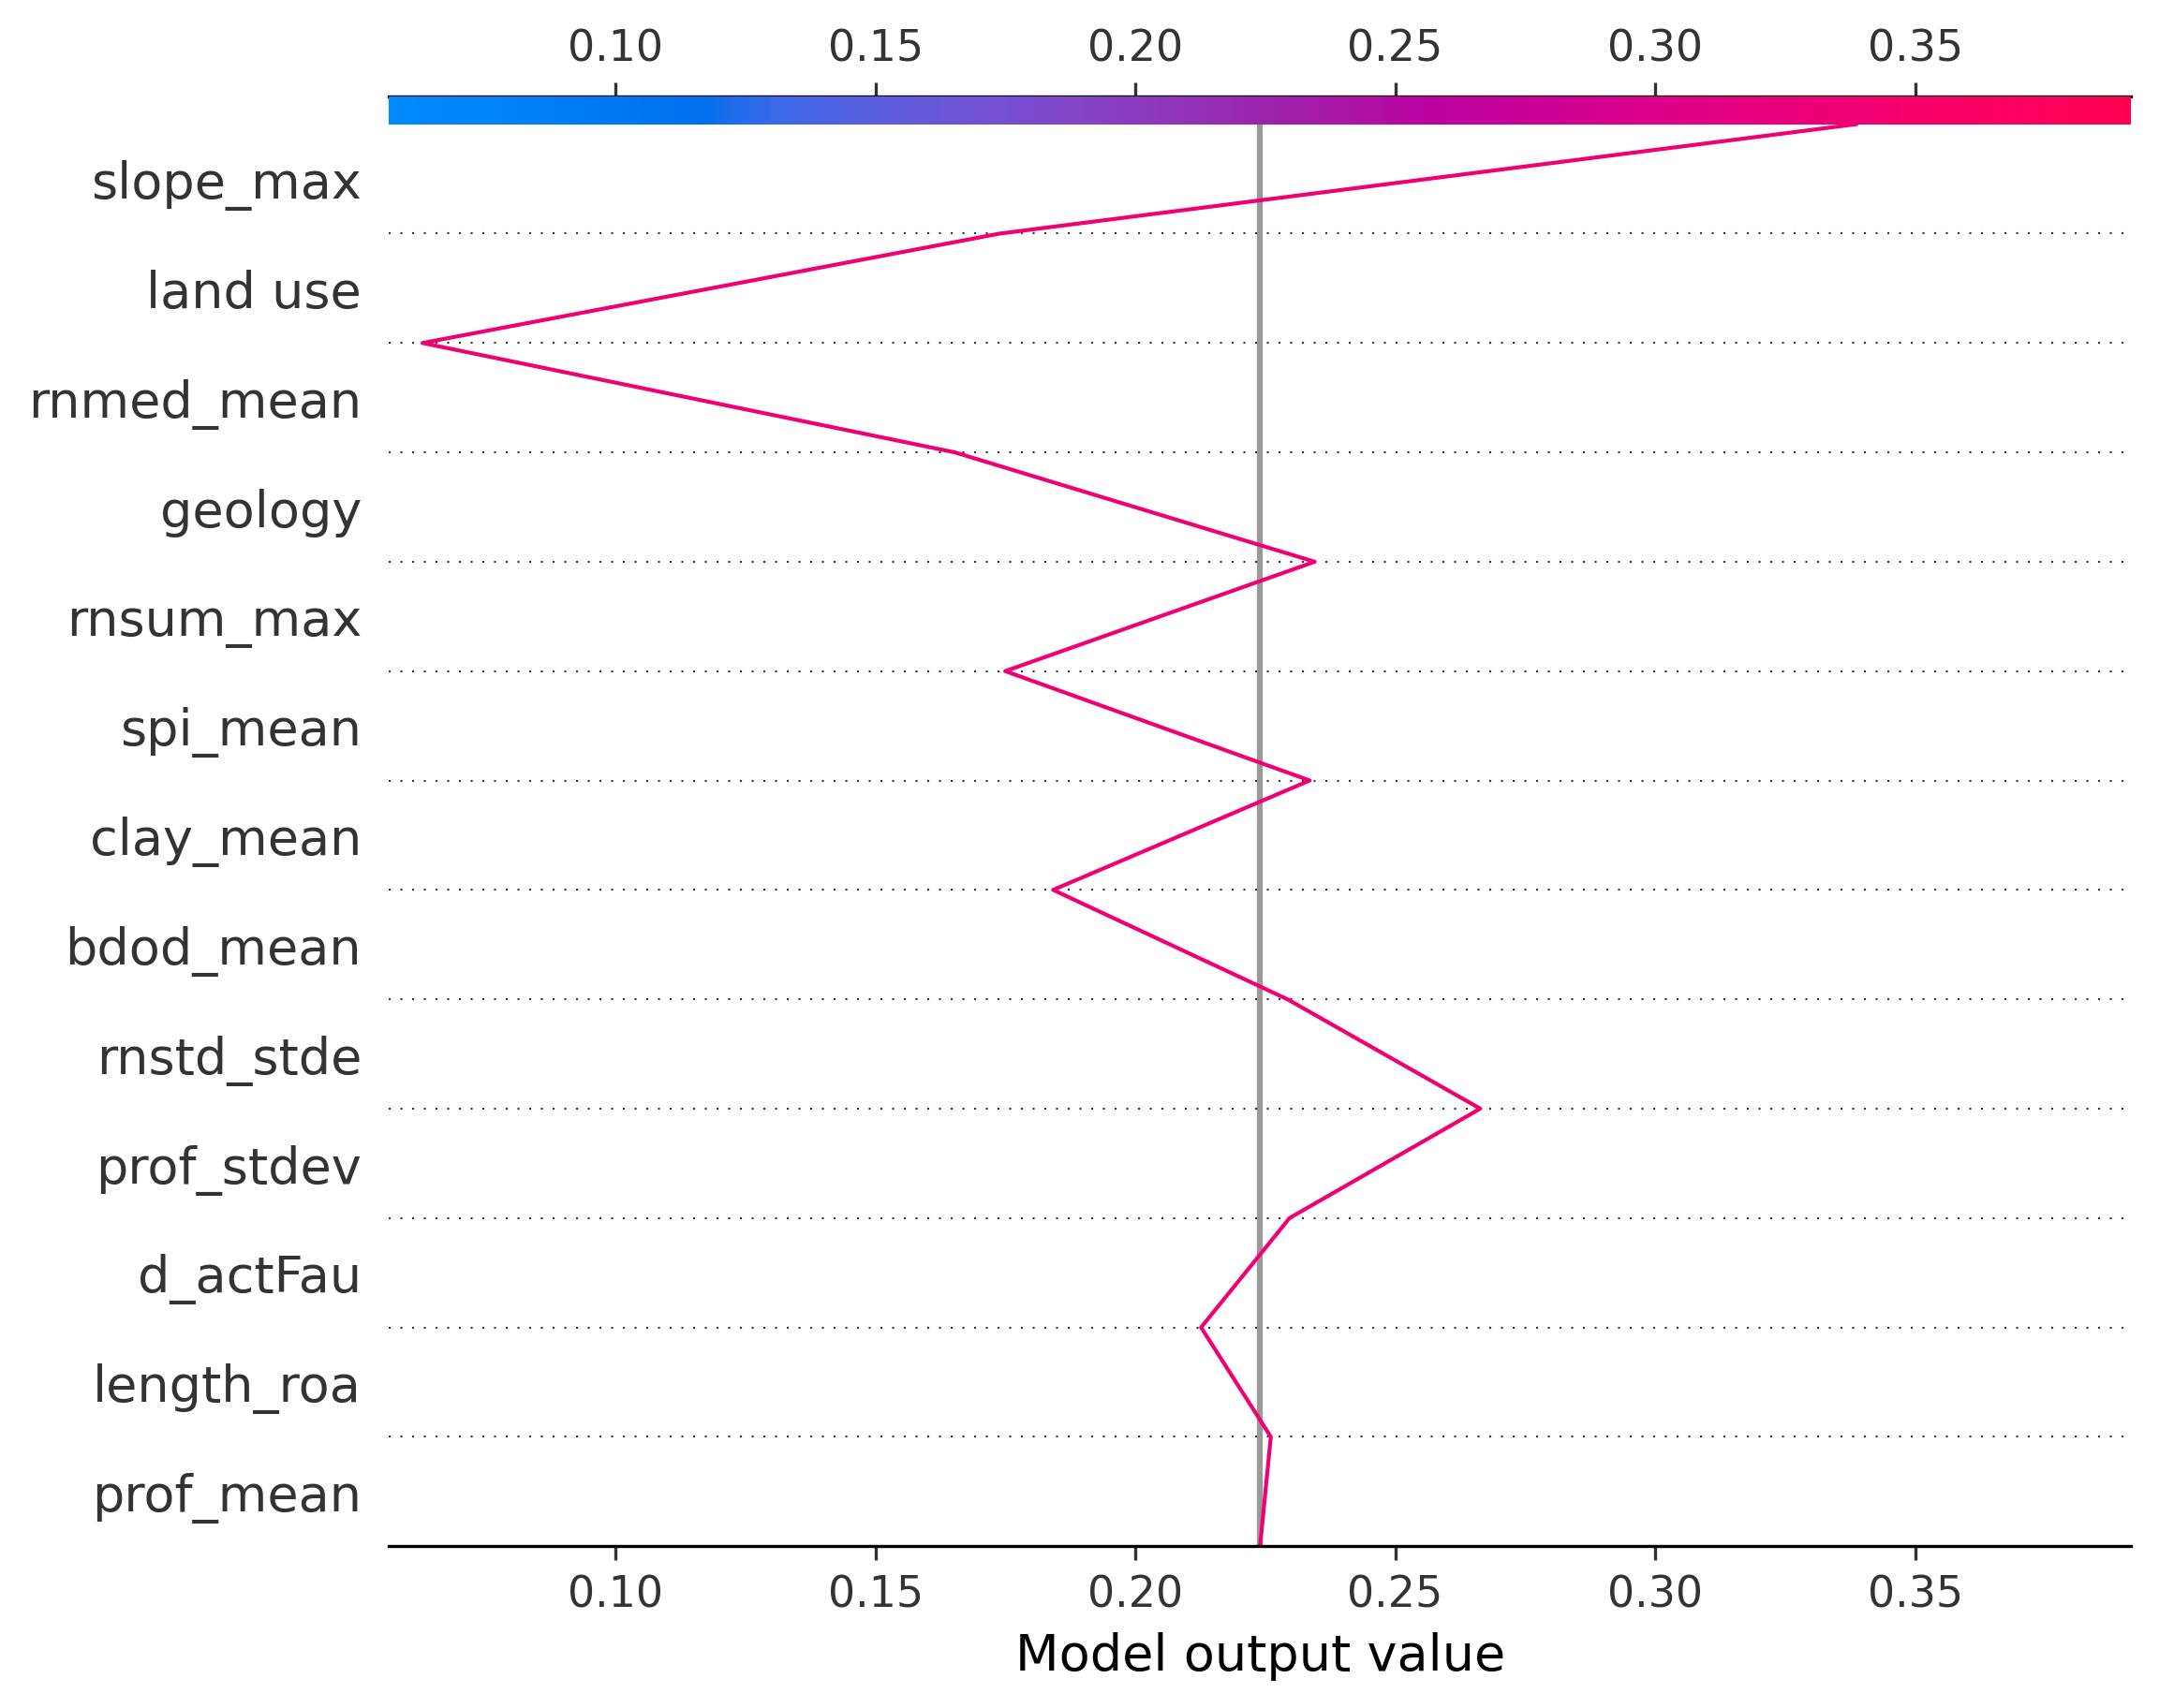 0.10 0.15 0.20 0.25 0.30 0.35
slope_max
land use
rnmed_mean
geology
rnsum_max
spi_mean
clay_mean
bdod_mean
rnstd_stde
prof_stdev
d_actFau
length_roa
prof_mean
0.10 0.15 0.20 0.25 0.30 0.35
Model output value